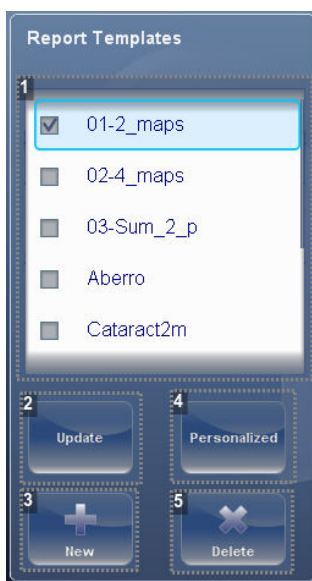 Report Templates
1
01-2_maps
02-4_maps
03-Sum_2_p
Aberro
Cataract2m
2
Update
4
Personalized
3
New
5
Delete